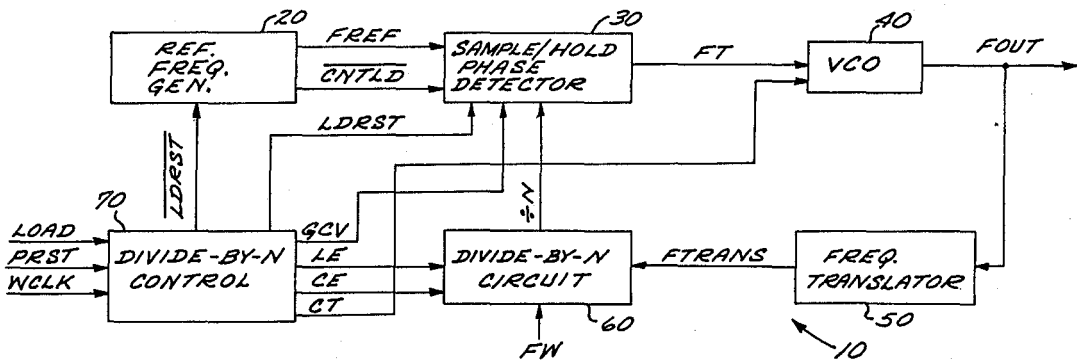 20
REF.
FREQ.
GEN.
FREF
CNTLD
30
SAMPLE/HOLD
PHASE
DETECTOR
FT
40
VCO
FOUT
LDRST
LDRST
70
LOAD
PRST
WCLK
DIVIDE-BY-N
CONTROL
GCV
LE
CE
CT
÷N
DIVIDE-BY-N
CIRCUIT
60
FW
FTRANS
FREQ.
TRANSLATOR
50
10